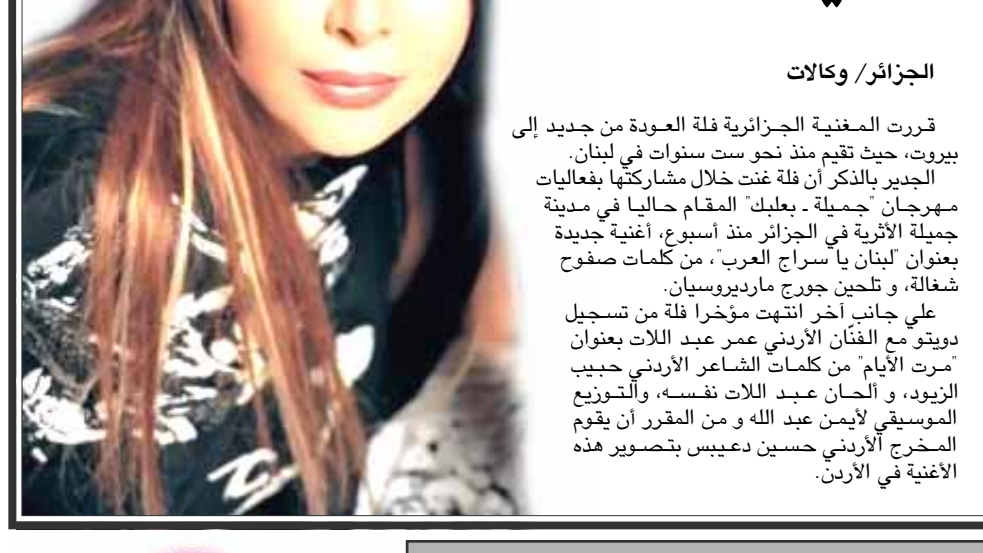 الجزائر/ وكالات
قررت المغنية الجزائرية فلة العودة من جديد إلى
بيروت، حيث تقيم منذ نحو ست سنوات في لبنان.
الجدير بالذكر أن فلة غنت خلال مشاركتها بفعاليات
مهرجان "جميلة ـ بعلبك" المقام حاليا في مدينة
جميلة الأثرية في الجزائر منذ أسبوع، أغنية جديدة
بعنوان "لبنان يا سراج العرب"، من كلمات صفوح
شغالة، و تلحين جورج مارديروسيان.
علي جانب آخر انتهت مؤخرا فلة من تسجيل
دويتو مع الفنّان الأردني عمر عبد اللات بعنوان
"مرت الأيام" من كلمات الشاعر الأردني حبيب
الزيود، و ألحان عبد اللات نفسه، والتوزيع
الموسيقي لأيمن عبد الله و من المقرر أن يقوم
المخرج الأردني حسين دعيبس بتصوير هذه
الأغنية في الأردن.